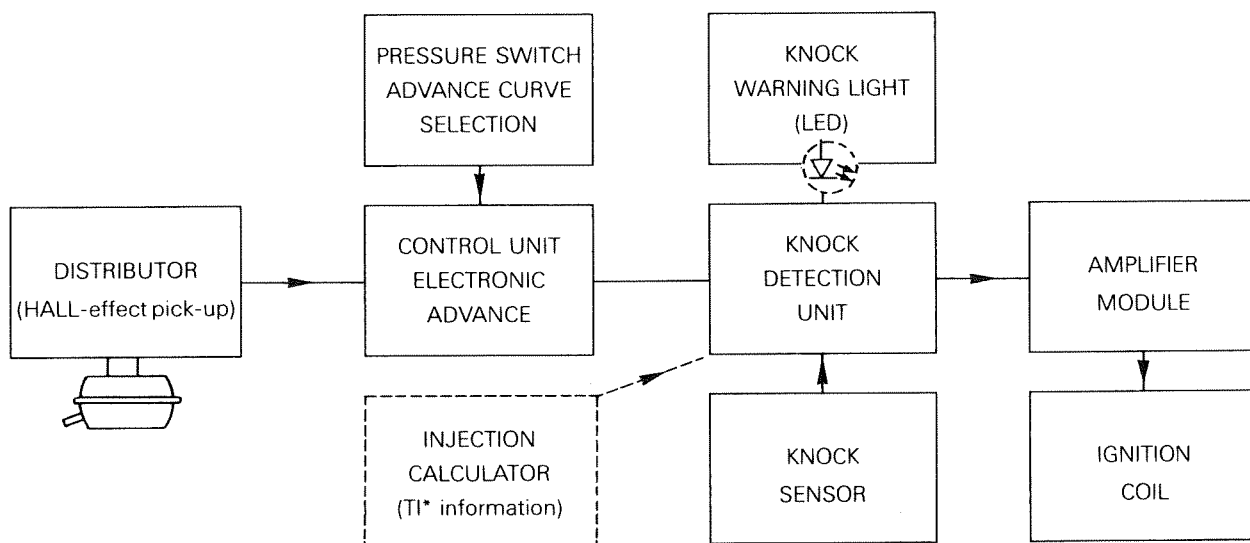 PRESSURE SWITCH
ADVANCE CURVE
SELECTION
KNOCK
WARNING LIGHT
(LED)
DISTRIBUTOR
(HALL-effect pick-up)
CONTROL UNIT
ELECTRONIC
ADVANCE
KNOCK
DETECTION
UNIT
AMPLIFIER
MODULE
INJECTION
CALCULATOR
(TI* information)
KNOCK
SENSOR
IGNITION
COIL